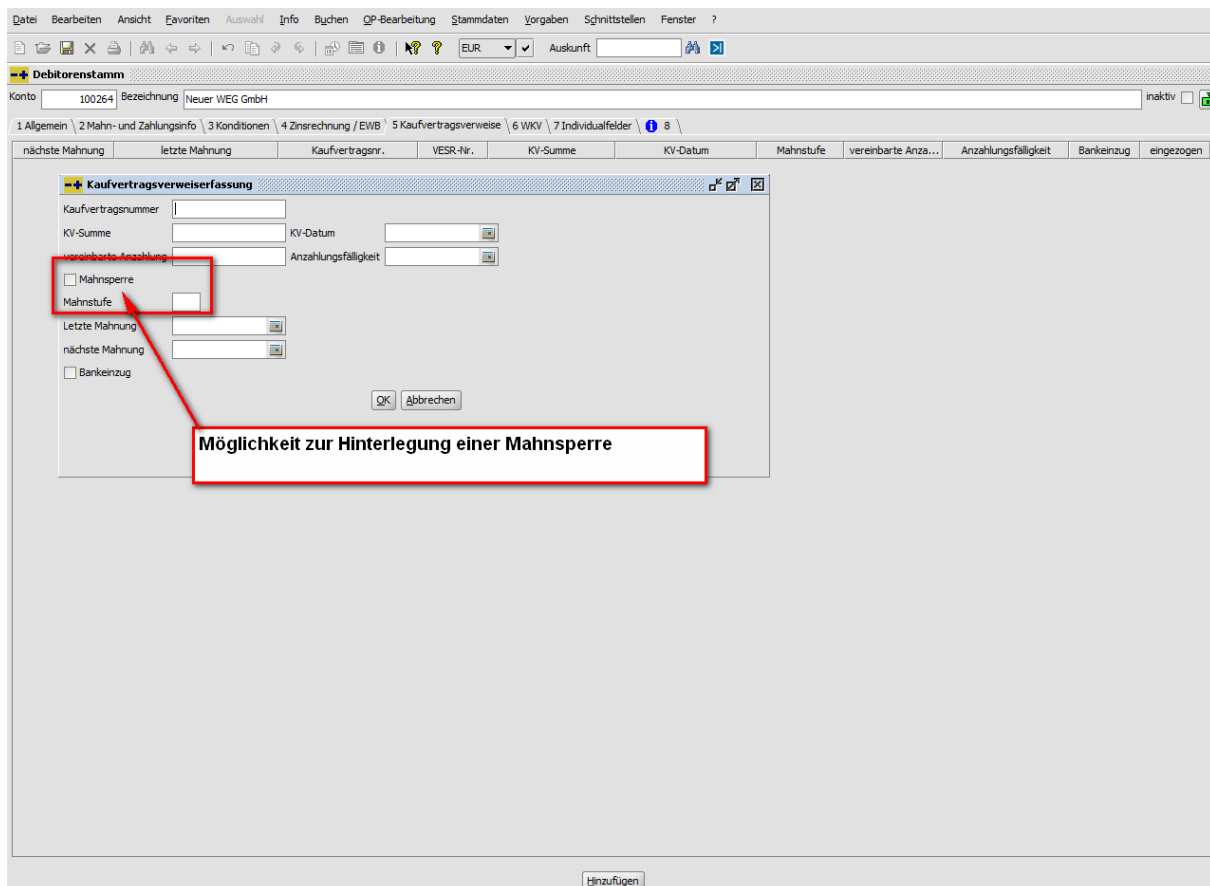 Datei Bearbeiten Ansicht Favoriten Auswahl Info Buchen OP-Bearbeitung Stammdaten Vorgaben Schnittstellen Fenster ?
EUR Auskunft
Debitorenstamm
Konto 100264 Bezeichnung Neuer WEG GmbH inaktiv
1 Allgemein 2 Mahn- und Zahlungsinfo 3 Konditionen 4 Zinsrechnung / EWB 5 Kaufvertragsverweise 6 WKV 7 Individualfelder 8
nächste Mahnung letzte Mahnung Kaufvertragsnr. VESR-Nr. KV-Summe KV-Datum Mahnstufe vereinbarte Anza... Anzahlungsfälligkeit Bankeinzug eingezogen
Kaufvertragsverweiserfassung
Kaufvertragsnummer
KV-Summe KV-Datum
vereinbarte Anzahlung Anzahlungsfälligkeit
Mahnsperre
Mahnstufe
Letzte Mahnung
nächste Mahnung
Bankeinzug
OK Abbrechen
Möglichkeit zur Hinterlegung einer Mahnsperre
Hinzufügen